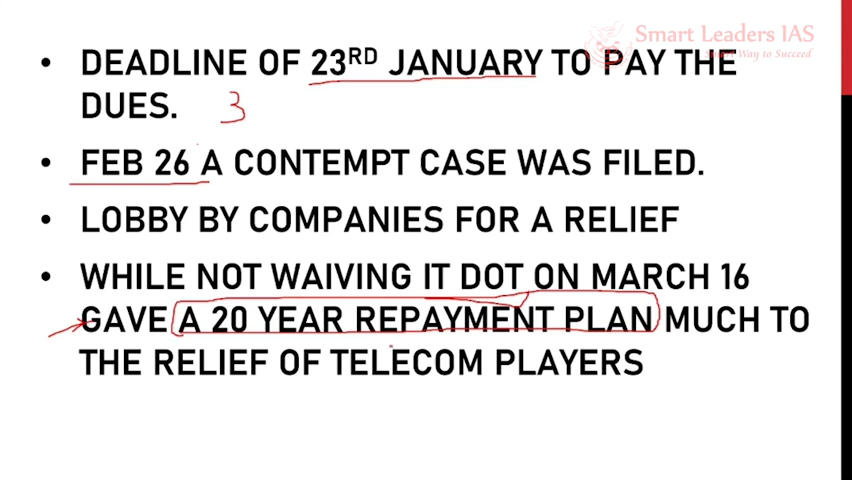 Smart Leaders IAS
• DEADLINE OF 23RD JANUARY TO PAY THE
DUES. 3
• FEB 26 A CONTEMPT CASE WAS FILED.
• LOBBY BY COMPANIES FOR A RELIEF
• WHILE NOT WAIVING IT DOT ON MARCH 16
GAVE A 20 YEAR REPAYMENT PLAN MUCH TO
THE RELIEF OF TELECOM PLAYERS